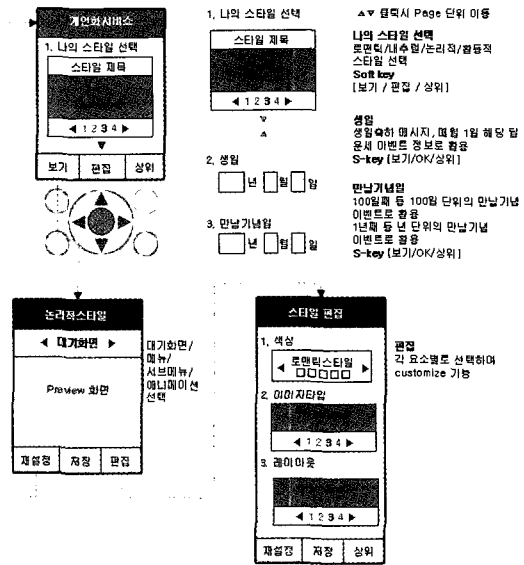 개인화서비스
1. 나의 스타일 선택
스타일 제목
◀ 1 2 3 4 ▶
▼
보기 편집 상위
1. 나의 스타일 선택
스타일 제목
◀ 1 2 3 4 ▶
▽
△
2. 생일
년 월 일
3. 만남기념일
년 월 일
▲▼ 클릭시 Page 단위 이동
나의 스타일 선택
로맨틱/내추럴/논리적/활동적
스타일 선택
Soft key
[보기 / 편집 / 상위]
생일
생일축하 메시지, 매월 1일 해당 달
운세 이벤트 정보로 활용
S-key [보기/OK/상위]
만남기념일
100일째 등 100일 단위의 만남기념
이벤트로 활용
1년째 등 년 단위의 만남기념
이벤트로 활용
S-key [보기/OK/상위]
논리적스타일
◀ 대기화면 ▶
Preview 화면
재설정 저장 편집
대기화면/
메뉴/
서브메뉴/
애니메이션
선택
스타일 편집
1. 색상
◀ 로맨틱스타일 ▶
2. 이미지타입
◀ 1 2 3 4 ▶
3. 레이아웃
◀ 1 2 3 4 ▶
재설정 저장 상위
편집
각 요소별로 선택하여
customize 기능